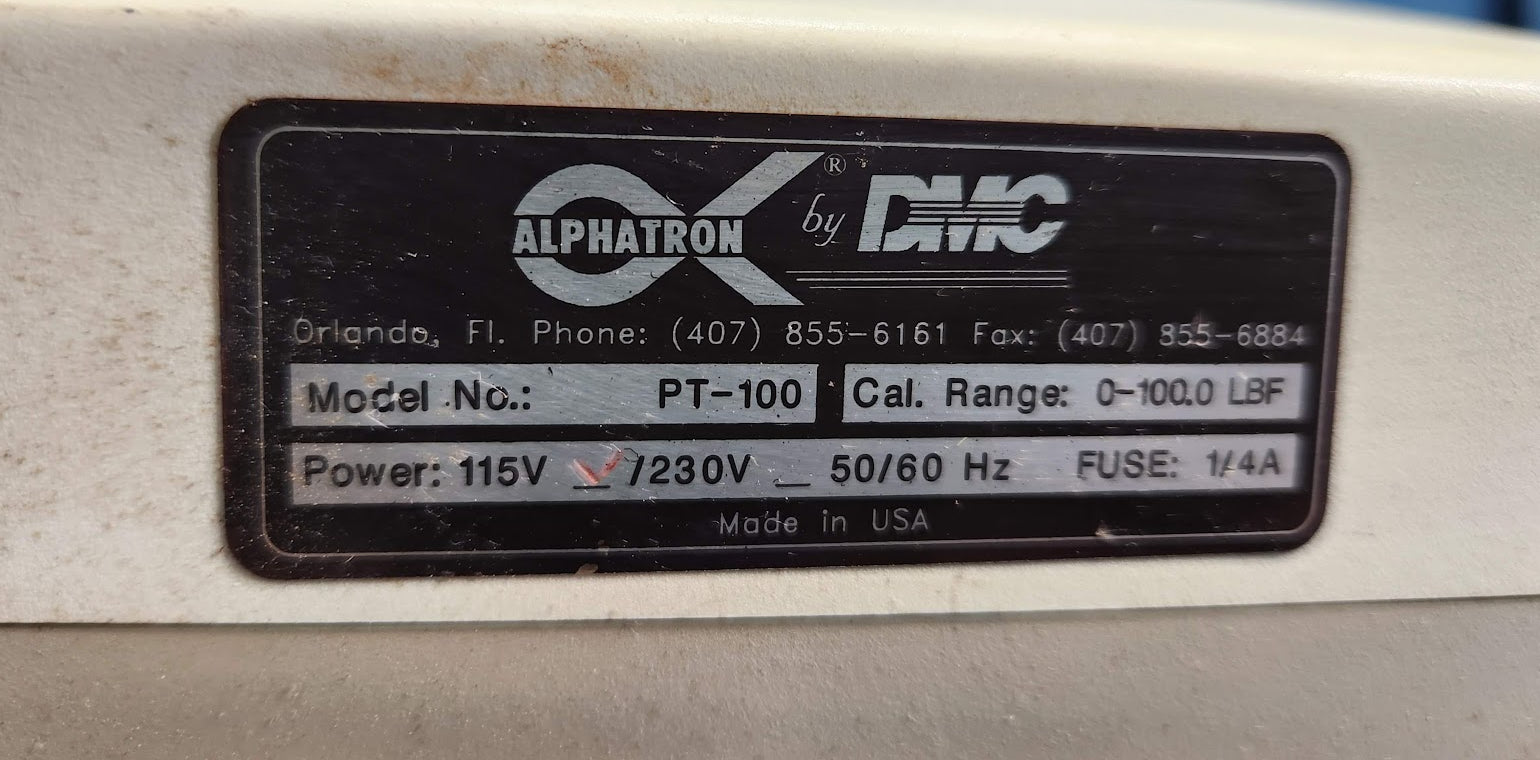 ALPHATRON® by DMC
Orlando, Fl. Phone: (407) 855-6161 Fax: (407) 855-6884
Model No.: PT-100 Cal. Range: 0-100.0 LBF
Power: 115V ✓ /230V _ 50/60 Hz FUSE: 1/4A
Made in USA